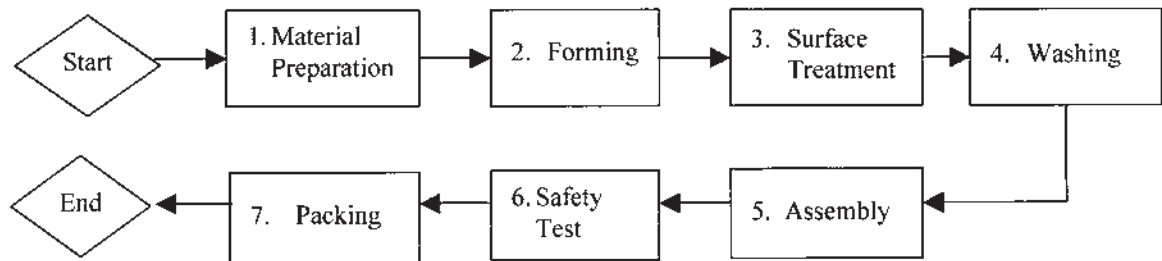 Start
1. Material
Preparation
2. Forming
3. Surface
Treatment
4. Washing
5. Assembly
6. Safety
Test
7. Packing
End